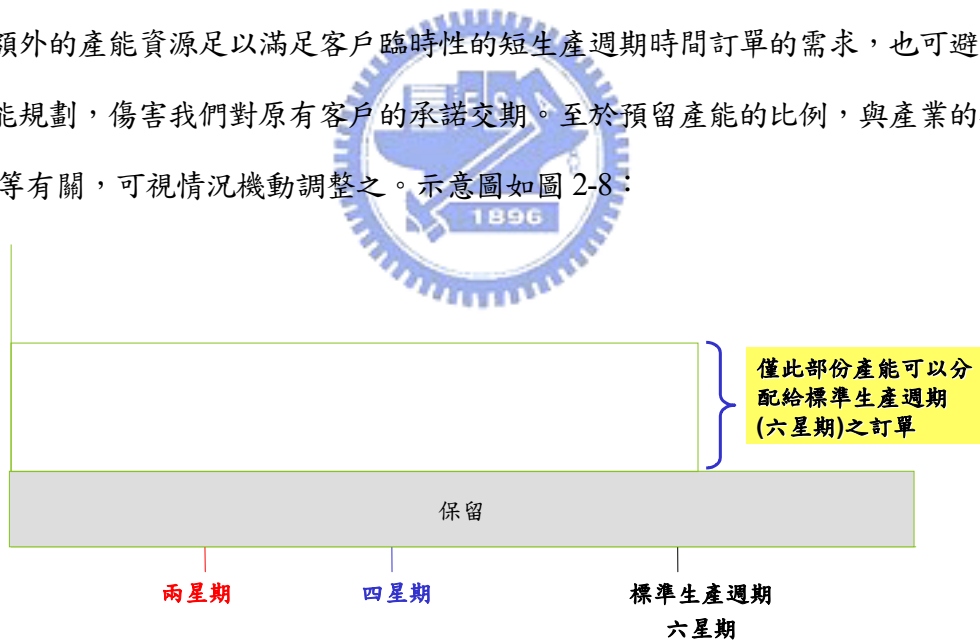 額外的產能資源足以滿足客戶臨時性的短生產週期時間訂單的需求,也可避
能規劃,傷害我們對原有客戶的承諾交期。至於預留產能的比例,與產業的
等有關,可視情況機動調整之。示意圖如圖 2-8:
1896
僅此部份產能可以分
配給標準生產週期
(六星期)之訂單
保留
兩星期
四星期
標準生產週期
六星期